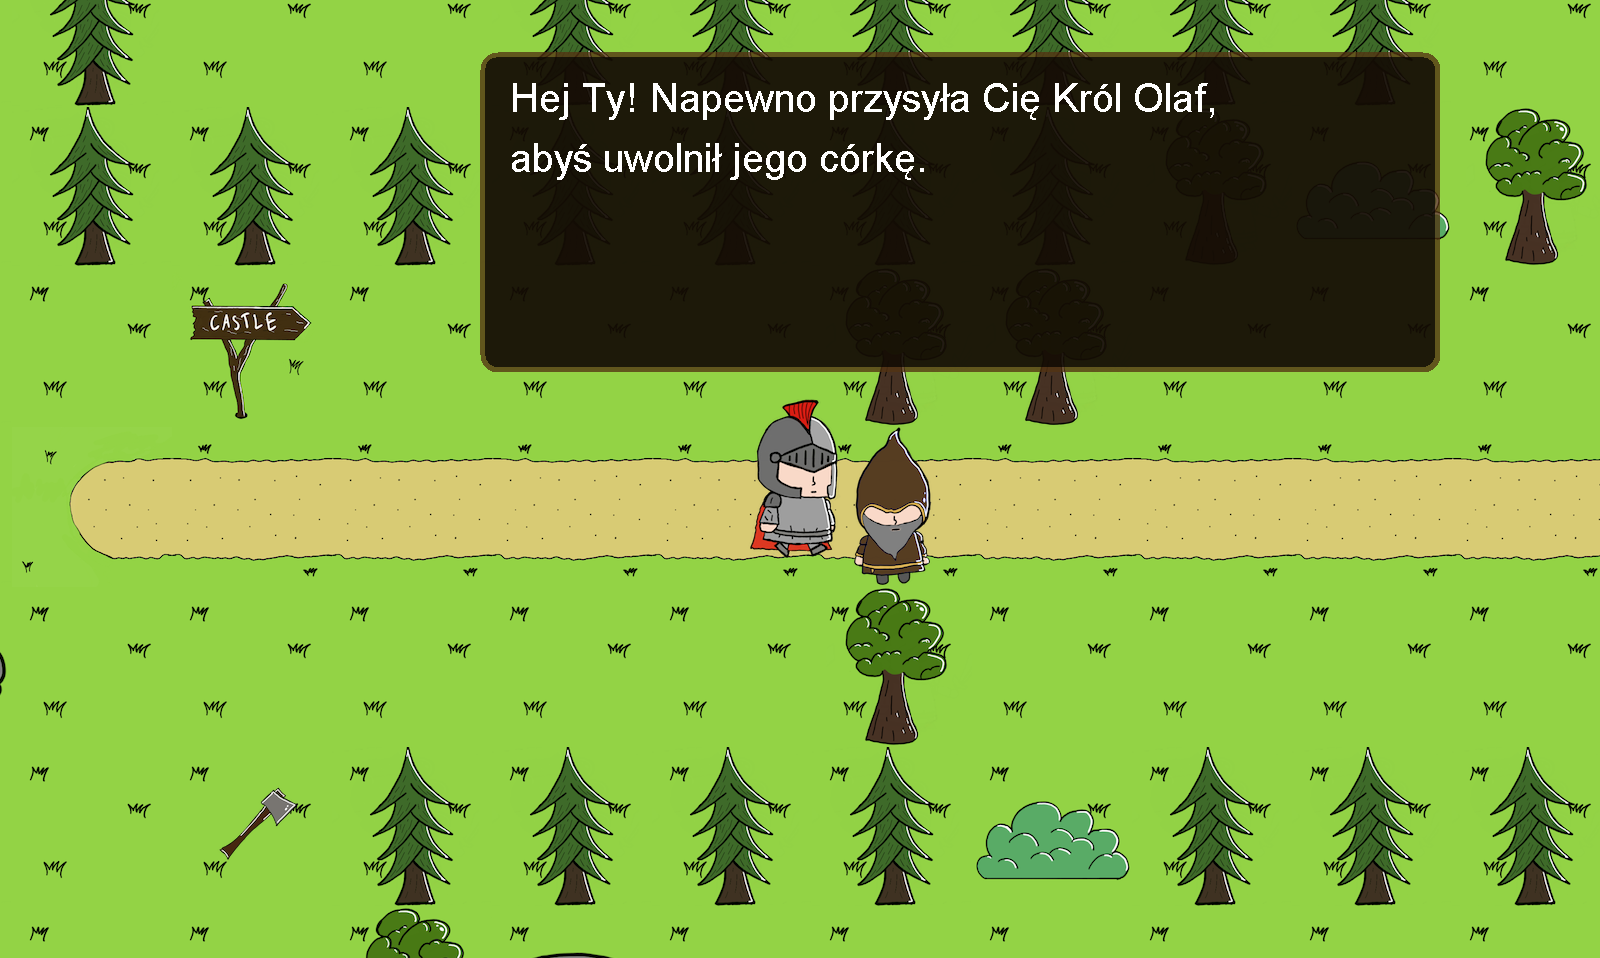 Hej Ty! Napewno przysyła Cię Król Olaf,
abyś uwolnił jego córkę.
CASTLE